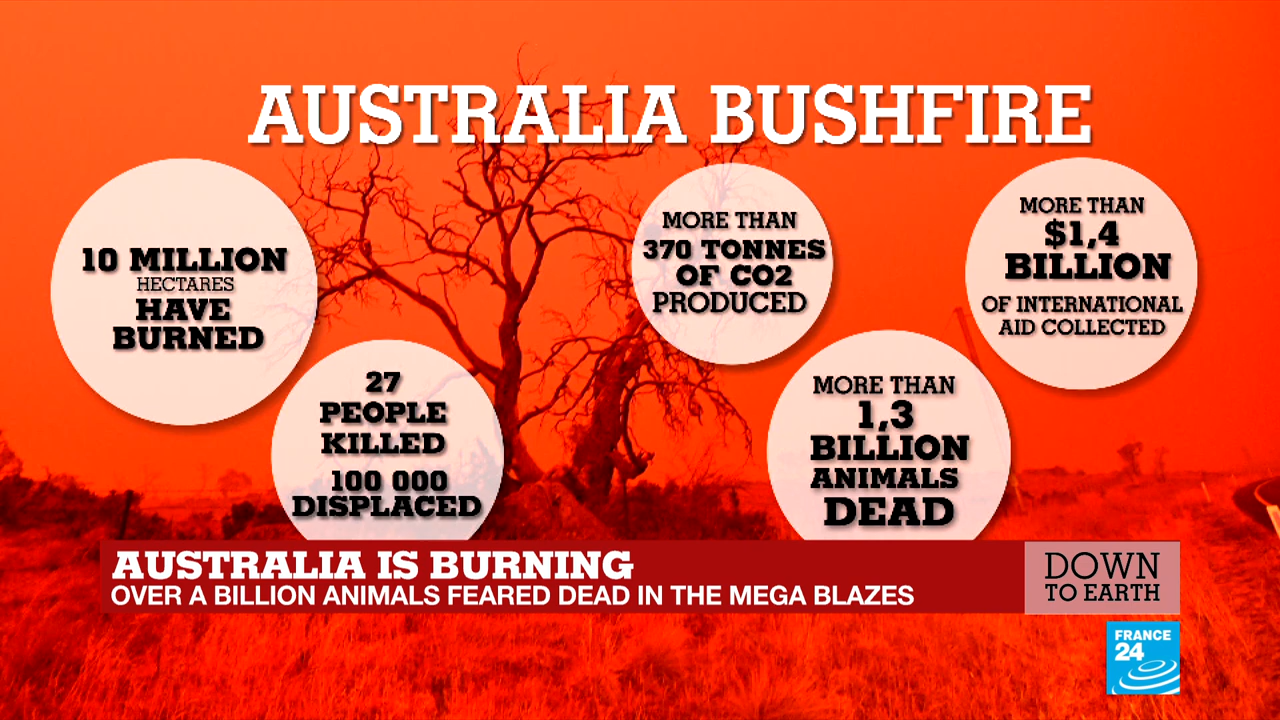 AUSTRALIA BUSHFIRE
10 MILLION
HECTARES
HAVE
BURNED
27
PEOPLE
KILLED
100 000
DISPLACED
MORE THAN
370 TONNES
OF CO2
PRODUCED
MORE THAN
1,3
BILLION
ANIMALS
DEAD
MORE THAN
$1,4
BILLION
OF INTERNATIONAL
AID COLLECTED
AUSTRALIA IS BURNING
OVER A BILLION ANIMALS FEARED DEAD IN THE MEGA BLAZES
DOWN
TO EARTH
FRANCE
24